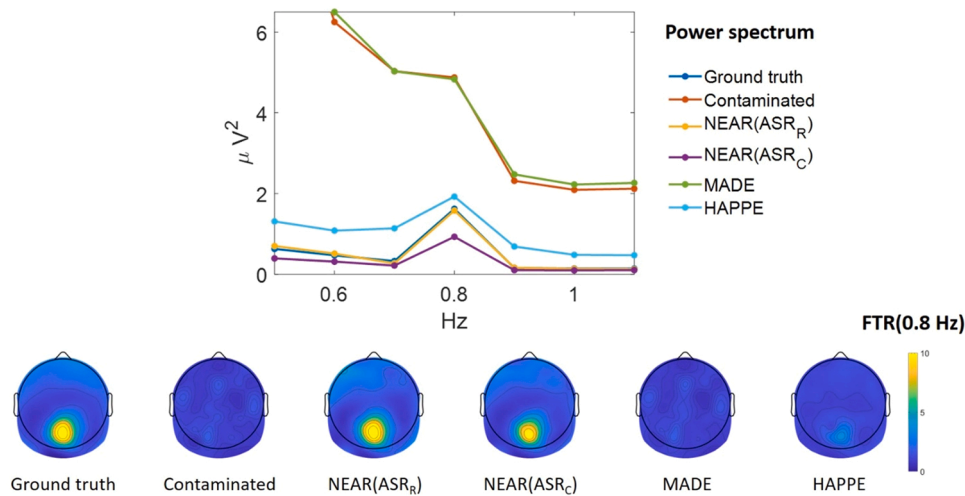 6
4
2
0
μ V²
0.6 0.8 1
Hz
Power spectrum
Ground truth
Contaminated
NEAR(ASR_R)
NEAR(ASR_C)
MADE
HAPPE
FTR(0.8 Hz)
10
5
0
Ground truth Contaminated NEAR(ASR_R) NEAR(ASR_C) MADE HAPPE